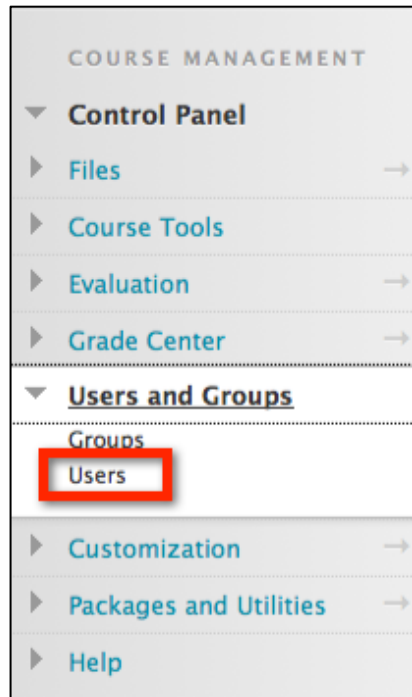 COURSE MANAGEMENT
Control Panel
Files
Course Tools
Evaluation
Grade Center
Users and Groups
Groups
Users
Customization
Packages and Utilities
Help